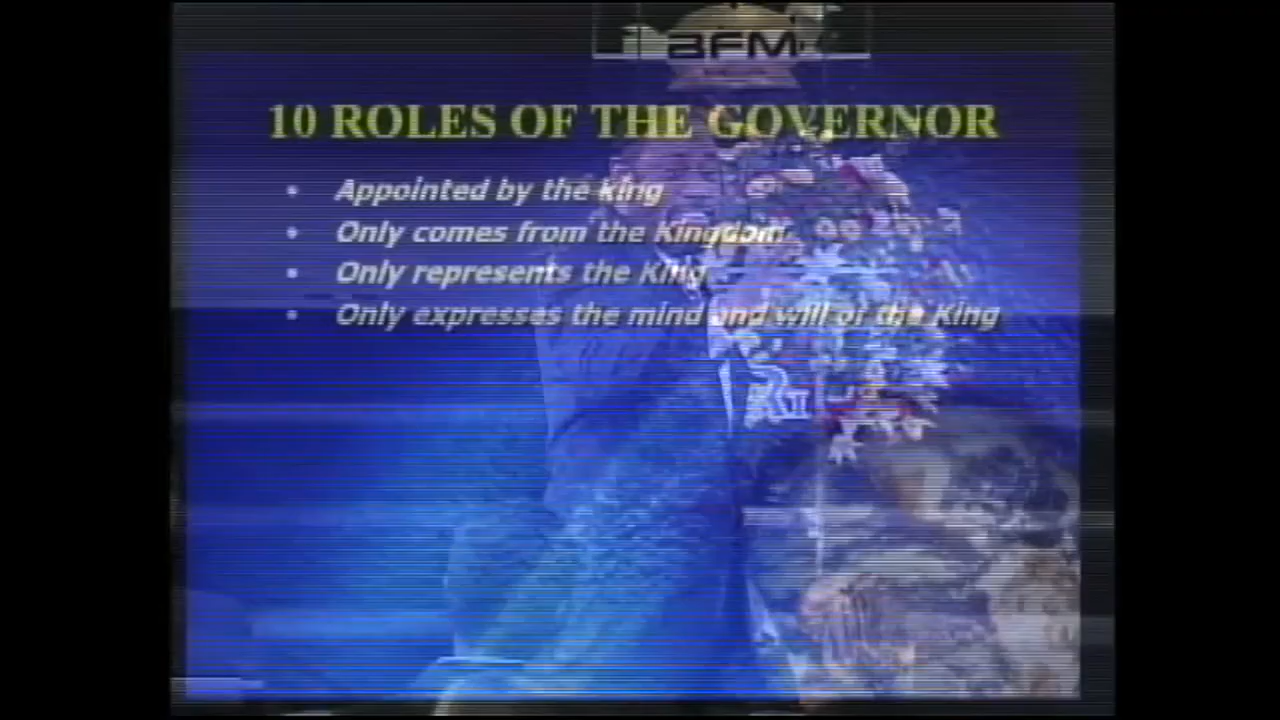 BFM
10 ROLES OF THE GOVERNOR
• Appointed by the king
• Only comes from the Kingdom
• Only represents the King
• Only expresses the mind and will of the King